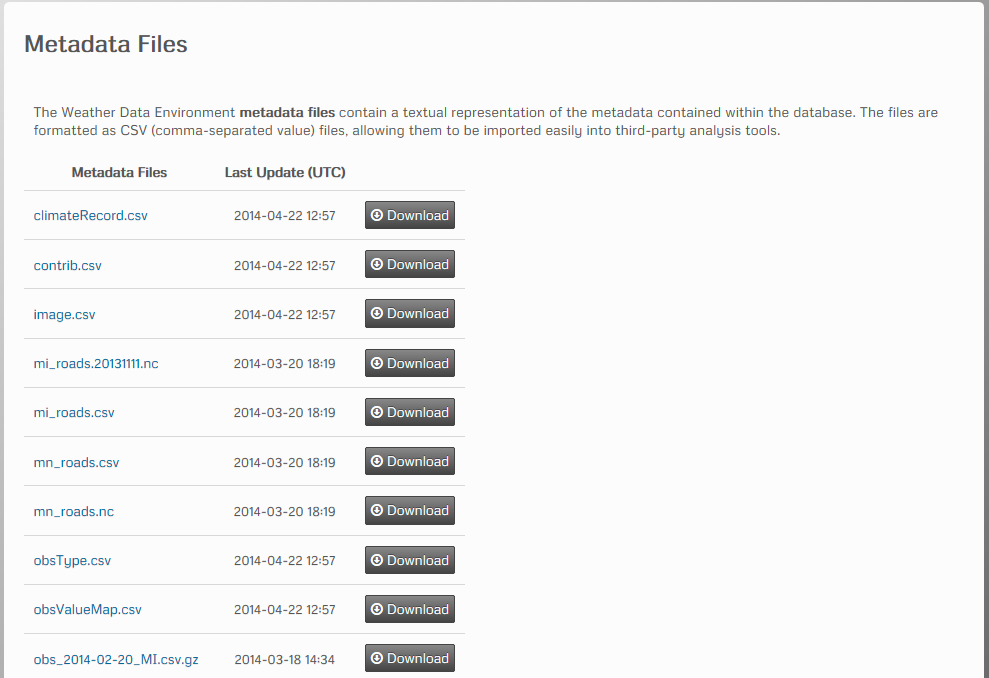 Metadata Files
The Weather Data Environment metadata files contain a textual representation of the metadata contained within the database. The files are
formatted as CSV (comma-separated value) files, allowing them to be imported easily into third-party analysis tools.
Metadata Files Last Update (UTC)
climateRecord.csv 2014-04-22 12:57 Download
contrib.csv 2014-04-22 12:57 Download
image.csv 2014-04-22 12:57 Download
mi_roads.20131111.nc 2014-03-20 18:19 Download
mi_roads.csv 2014-03-20 18:19 Download
mn_roads.csv 2014-03-20 18:19 Download
mn_roads.nc 2014-03-20 18:19 Download
obsType.csv 2014-04-22 12:57 Download
obsValueMap.csv 2014-04-22 12:57 Download
obs_2014-02-20_MI.csv.gz 2014-03-18 14:34 Download